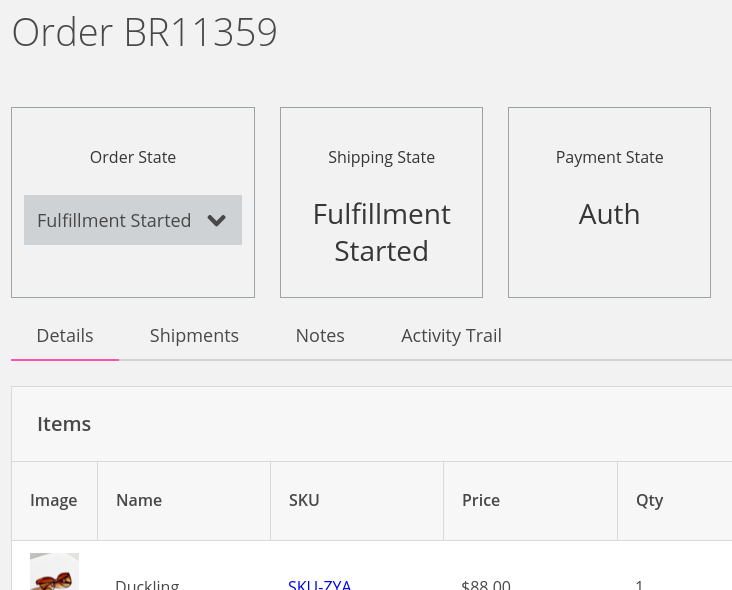 Order BR11359
Order State
Shipping State
Payment State
Fulfillment Started
Fulfillment
Started
Auth
Details
Shipments
Notes
Activity Trail
Items
Image
Name
SKU
Price
Qty
Duckling
SKU-ZYA
$88.00
1